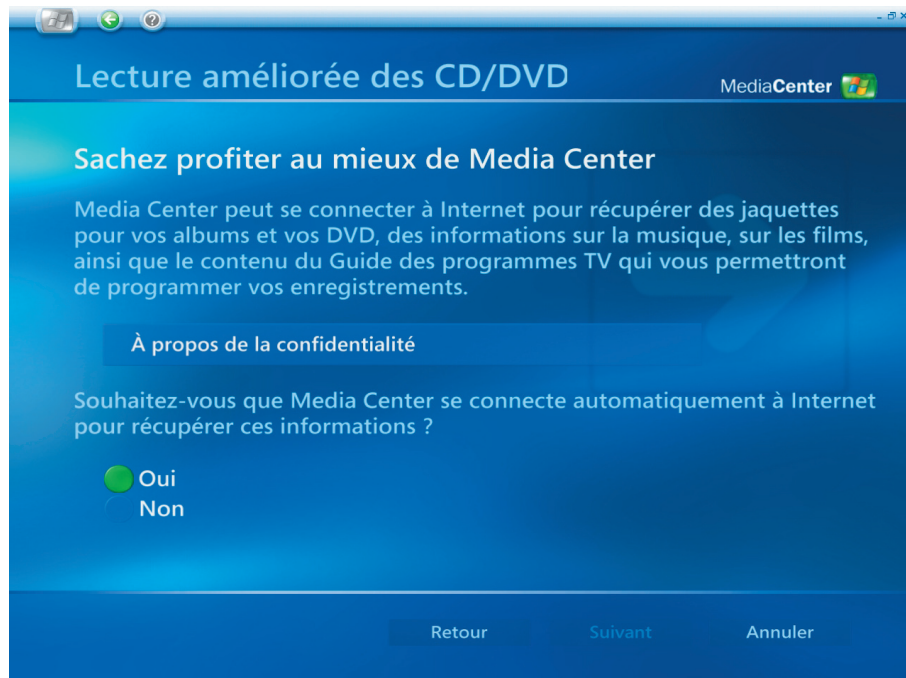 Lecture améliorée des CD/DVD
MediaCenter
Sachez profiter au mieux de Media Center
Media Center peut se connecter à Internet pour récupérer des jaquettes
pour vos albums et vos DVD, des informations sur la musique, sur les films,
ainsi que le contenu du Guide des programmes TV qui vous permettront
de programmer vos enregistrements.
À propos de la confidentialité
Souhaitez-vous que Media Center se connecte automatiquement à Internet
pour récupérer ces informations ?
Oui
Non
Retour Suivant Annuler